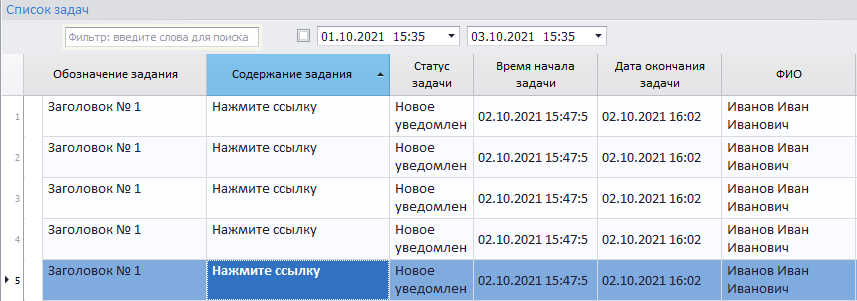 Список задач
Фильтр: введите слова для поиска 01.10.2021 15:35 03.10.2021 15:35
Обозначение задания Содержание задания Статус задачи Время начала задачи Дата окончания задачи ФИО
1 Заголовок № 1 Нажмите ссылку Новое уведомлен 02.10.2021 15:47:5 02.10.2021 16:02 Иванов Иван Иванович
2 Заголовок № 1 Нажмите ссылку Новое уведомлен 02.10.2021 15:47:5 02.10.2021 16:02 Иванов Иван Иванович
3 Заголовок № 1 Нажмите ссылку Новое уведомлен 02.10.2021 15:47:5 02.10.2021 16:02 Иванов Иван Иванович
4 Заголовок № 1 Нажмите ссылку Новое уведомлен 02.10.2021 15:47:5 02.10.2021 16:02 Иванов Иван Иванович
5 Заголовок № 1 Нажмите ссылку Новое уведомлен 02.10.2021 15:47:5 02.10.2021 16:02 Иванов Иван Иванович